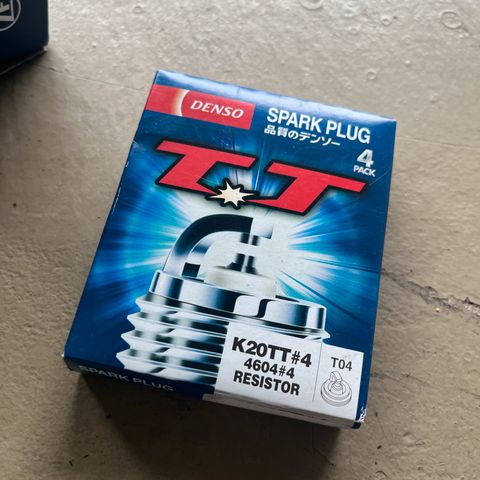 DENSO
SPARK PLUG
品質のデンソー
4
PACK
TT
K20TT#4
4604#4
RESISTOR
T04
SPARK PLUG